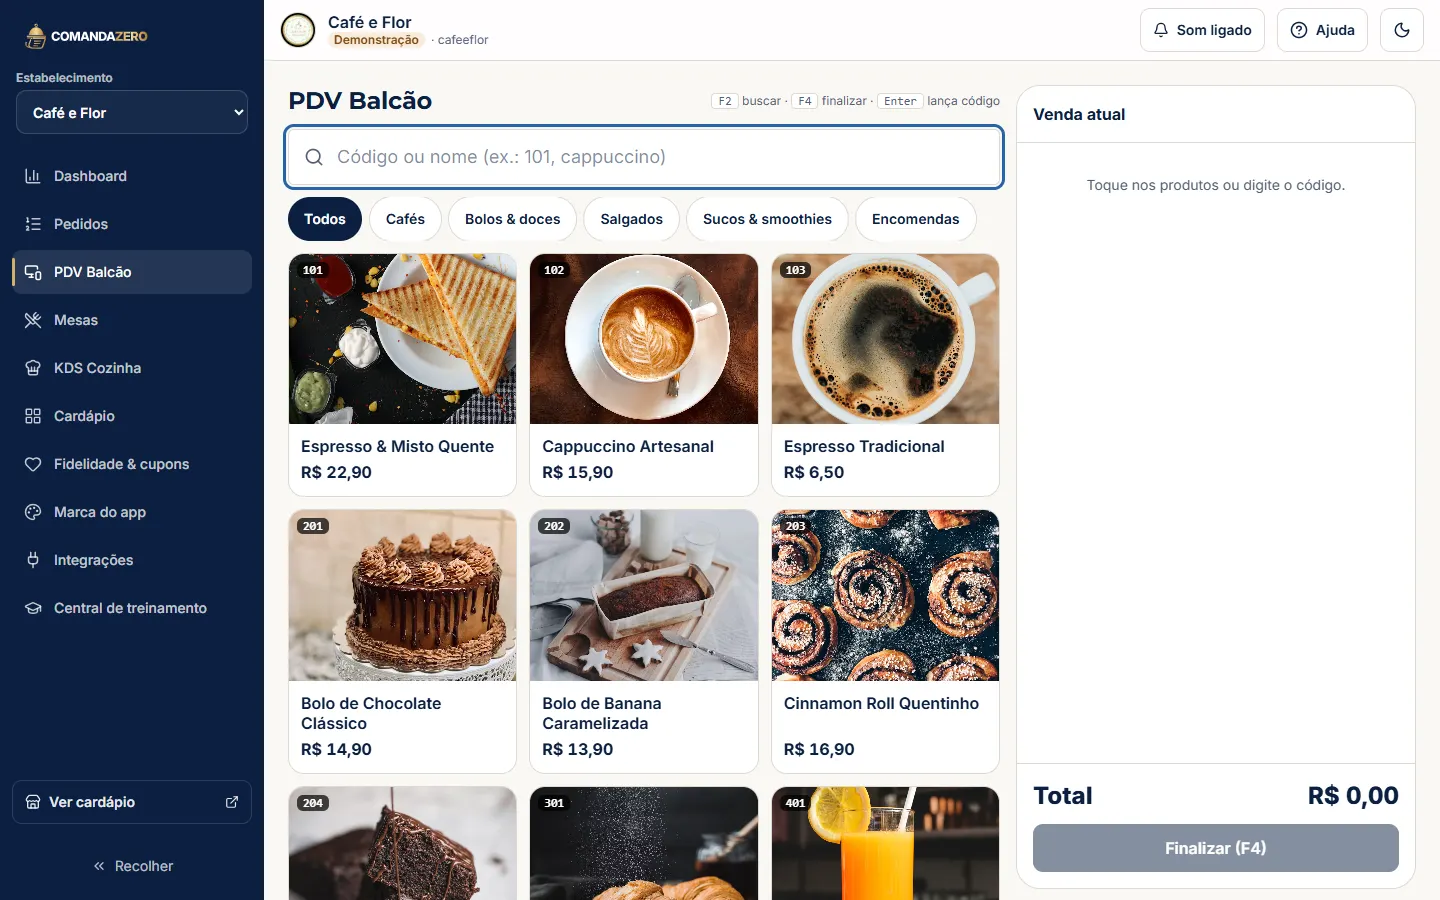 COMANDAZERO
Estabelecimento
Café e Flor
Dashboard
Pedidos
PDV Balcão
Mesas
KDS Cozinha
Cardápio
Fidelidade & cupons
Marca do app
Integrações
Central de treinamento
Ver cardápio
Recolher
Café e Flor
Demonstração · cafeeflor
Som ligado
Ajuda
PDV Balcão
F2 buscar · F4 finalizar · Enter lança código
Código ou nome (ex.: 101, cappuccino)
Todos
Cafés
Bolos & doces
Salgados
Sucos & smoothies
Encomendas
101
Espresso & Misto Quente
R$ 22,90
102
Cappuccino Artesanal
R$ 15,90
103
Espresso Tradicional
R$ 6,50
201
Bolo de Chocolate
Clássico
R$ 14,90
202
Bolo de Banana
Caramelizada
R$ 13,90
203
Cinnamon Roll Quentinho
R$ 16,90
204
301
401
Venda atual
Toque nos produtos ou digite o código.
Total
R$ 0,00
Finalizar (F4)